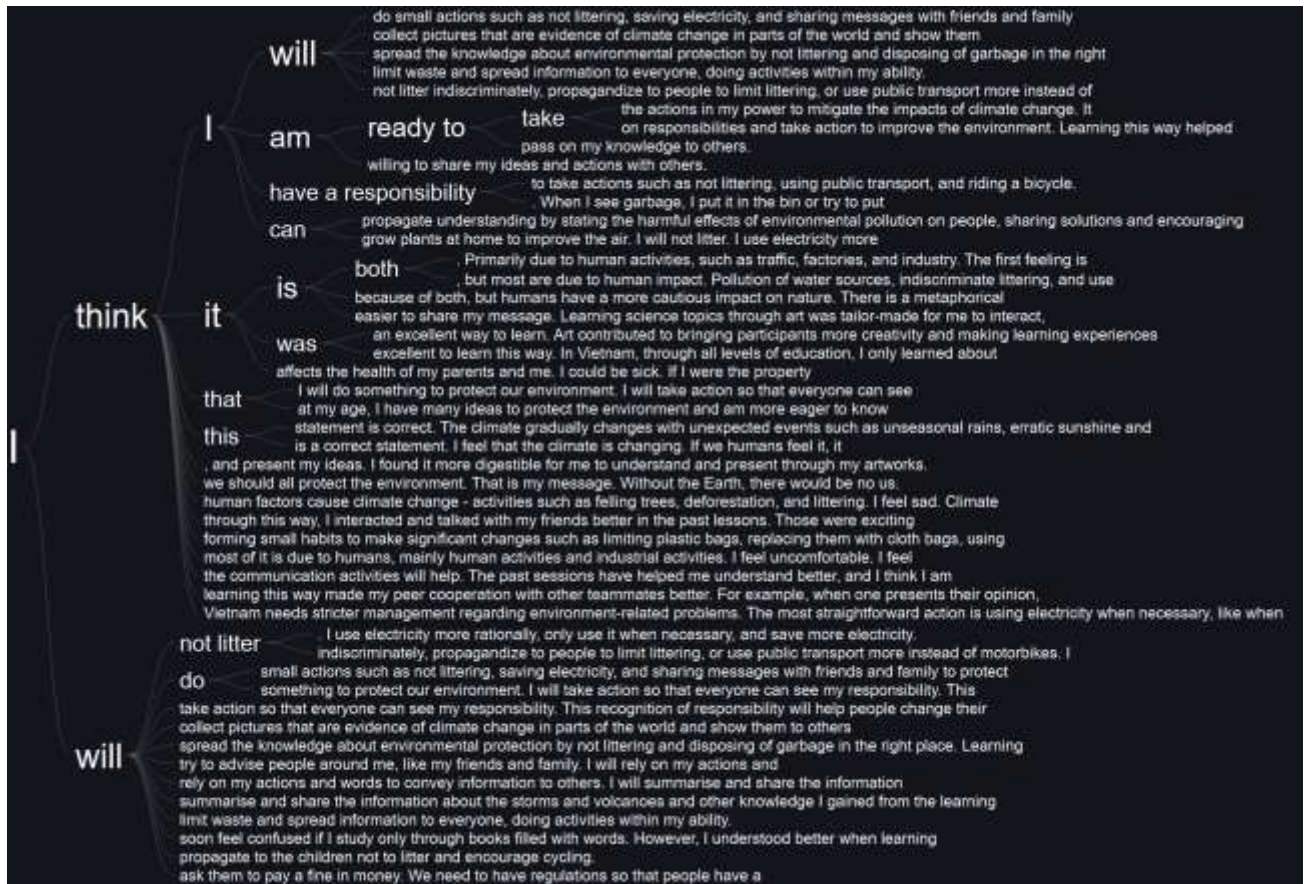 do small actions such as not littering, saving electricity, and sharing messages with friends and family
collect pictures that are evidence of climate change in parts of the world and show them
will
spread the knowledge about environmental protection by not littering and disposing of garbage in the right
limit waste and spread information to everyone, doing activities within my ability.
not litter indiscriminately, propagandize to people to limit littering, or use public transport more instead of
the actions in my power to mitigate the impacts of climate change. It
I
am
ready to
take
on responsibilities and take action to improve the environment. Learning this way helped
pass on my knowledge to others.
willing to share my ideas and actions with others.
have a responsibility
to take actions such as not littering, using public transport, and riding a bicycle.
. When I see garbage, I put it in the bin or try to put
can
propagate understanding by stating the harmful effects of environmental pollution on people, sharing solutions and encouraging
grow plants at home to improve the air. I will not litter. I use electricity more
both
. Primarily due to human activities, such as traffic, factories, and industry. The first feeling is
, but most are due to human impact. Pollution of water sources, indiscriminate littering, and use
is
because of both, but humans have a more cautious impact on nature. There is a metaphorical
think
it
easier to share my message. Learning science topics through art was tailor-made for me to interact,
was
an excellent way to learn. Art contributed to bringing participants more creativity and making learning experiences
excellent to learn this way. In Vietnam, through all levels of education, I only learned about
affects the health of my parents and me. I could be sick. If I were the property
that
I will do something to protect our environment. I will take action so that everyone can see
at my age, I have many ideas to protect the environment and am more eager to know
this
statement is correct. The climate gradually changes with unexpected events such as unseasonal rains, erratic sunshine and
is a correct statement. I feel that the climate is changing. If we humans feel it, it
I
, and present my ideas. I found it more digestible for me to understand and present through my artworks.
we should all protect the environment. That is my message. Without the Earth, there would be no us.
human factors cause climate change - activities such as felling trees, deforestation, and littering. I feel sad. Climate
through this way, I interacted and talked with my friends better in the past lessons. Those were exciting
forming small habits to make significant changes such as limiting plastic bags, replacing them with cloth bags, using
most of it is due to humans, mainly human activities and industrial activities. I feel uncomfortable. I feel
the communication activities will help. The past sessions have helped me understand better, and I think I am
learning this way made my peer cooperation with other teammates better. For example, when one presents their opinion,
Vietnam needs stricter management regarding environment-related problems. The most straightforward action is using electricity when necessary, like when
not litter
. I use electricity more rationally, only use it when necessary, and save more electricity.
indiscriminately, propagandize to people to limit littering, or use public transport more instead of motorbikes. I
do
small actions such as not littering, saving electricity, and sharing messages with friends and family to protect
something to protect our environment. I will take action so that everyone can see my responsibility. This
take action so that everyone can see my responsibility. This recognition of responsibility will help people change their
collect pictures that are evidence of climate change in parts of the world and show them to others
spread the knowledge about environmental protection by not littering and disposing of garbage in the right place. Learning
will
try to advise people around me, like my friends and family. I will rely on my actions and
rely on my actions and words to convey information to others. I will summarise and share the information
summarise and share the information about the storms and volcanoes and other knowledge I gained from the learning
limit waste and spread information to everyone, doing activities within my ability.
soon feel confused if I study only through books filled with words. However, I understood better when learning
propagate to the children not to litter and encourage cycling.
ask them to pay a fine in money. We need to have regulations so that people have a